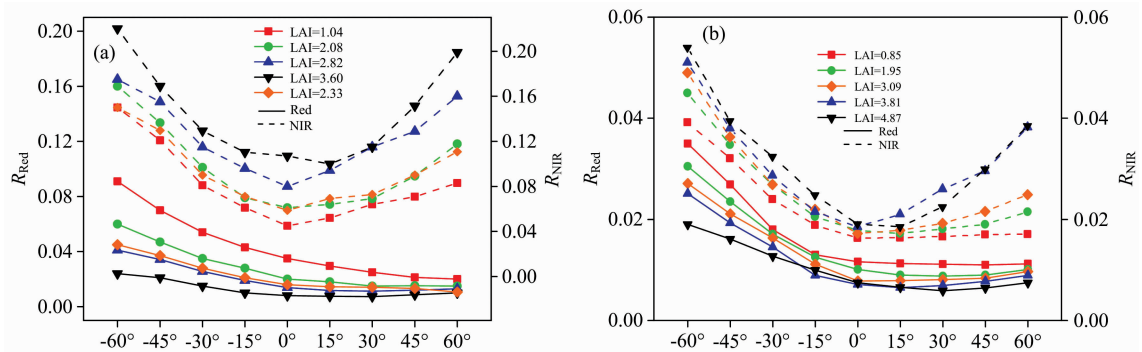 (a)
LAI=1.04
LAI=2.08
LAI=2.82
LAI=3.60
LAI=2.33
Red
NIR
R_Red
0.20
0.16
0.12
0.08
0.04
0.00
R_NIR
0.20
0.16
0.12
0.08
0.04
0.00
-60° -45° -30° -15° 0° 15° 30° 45° 60°
(b)
LAI=0.85
LAI=1.95
LAI=3.09
LAI=3.81
LAI=4.87
Red
NIR
R_Red
0.06
0.04
0.02
0.00
R_NIR
0.06
0.04
0.02
0.00
-60° -45° -30° -15° 0° 15° 30° 45° 60°